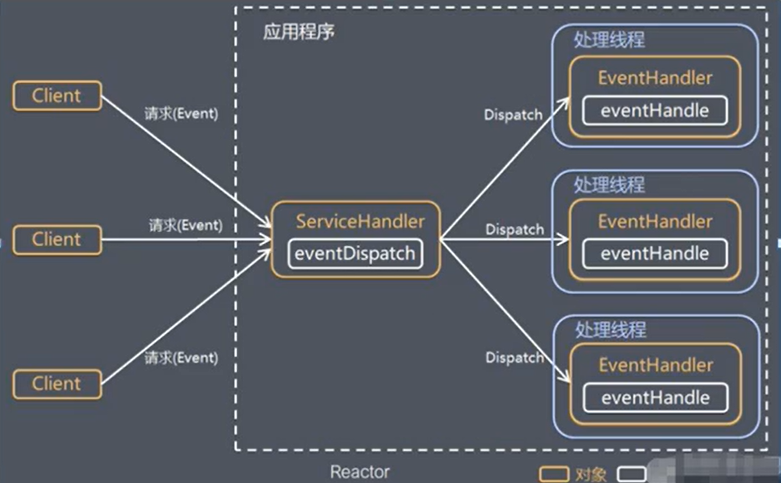 应用程序
处理线程
EventHandler
eventHandle
Client
请求(Event)
Dispatch
处理线程
ServiceHandler
eventDispatch
EventHandler
eventHandle
Client
请求(Event)
Dispatch
处理线程
EventHandler
eventHandle
Client
请求(Event)
Dispatch
Reactor
对象